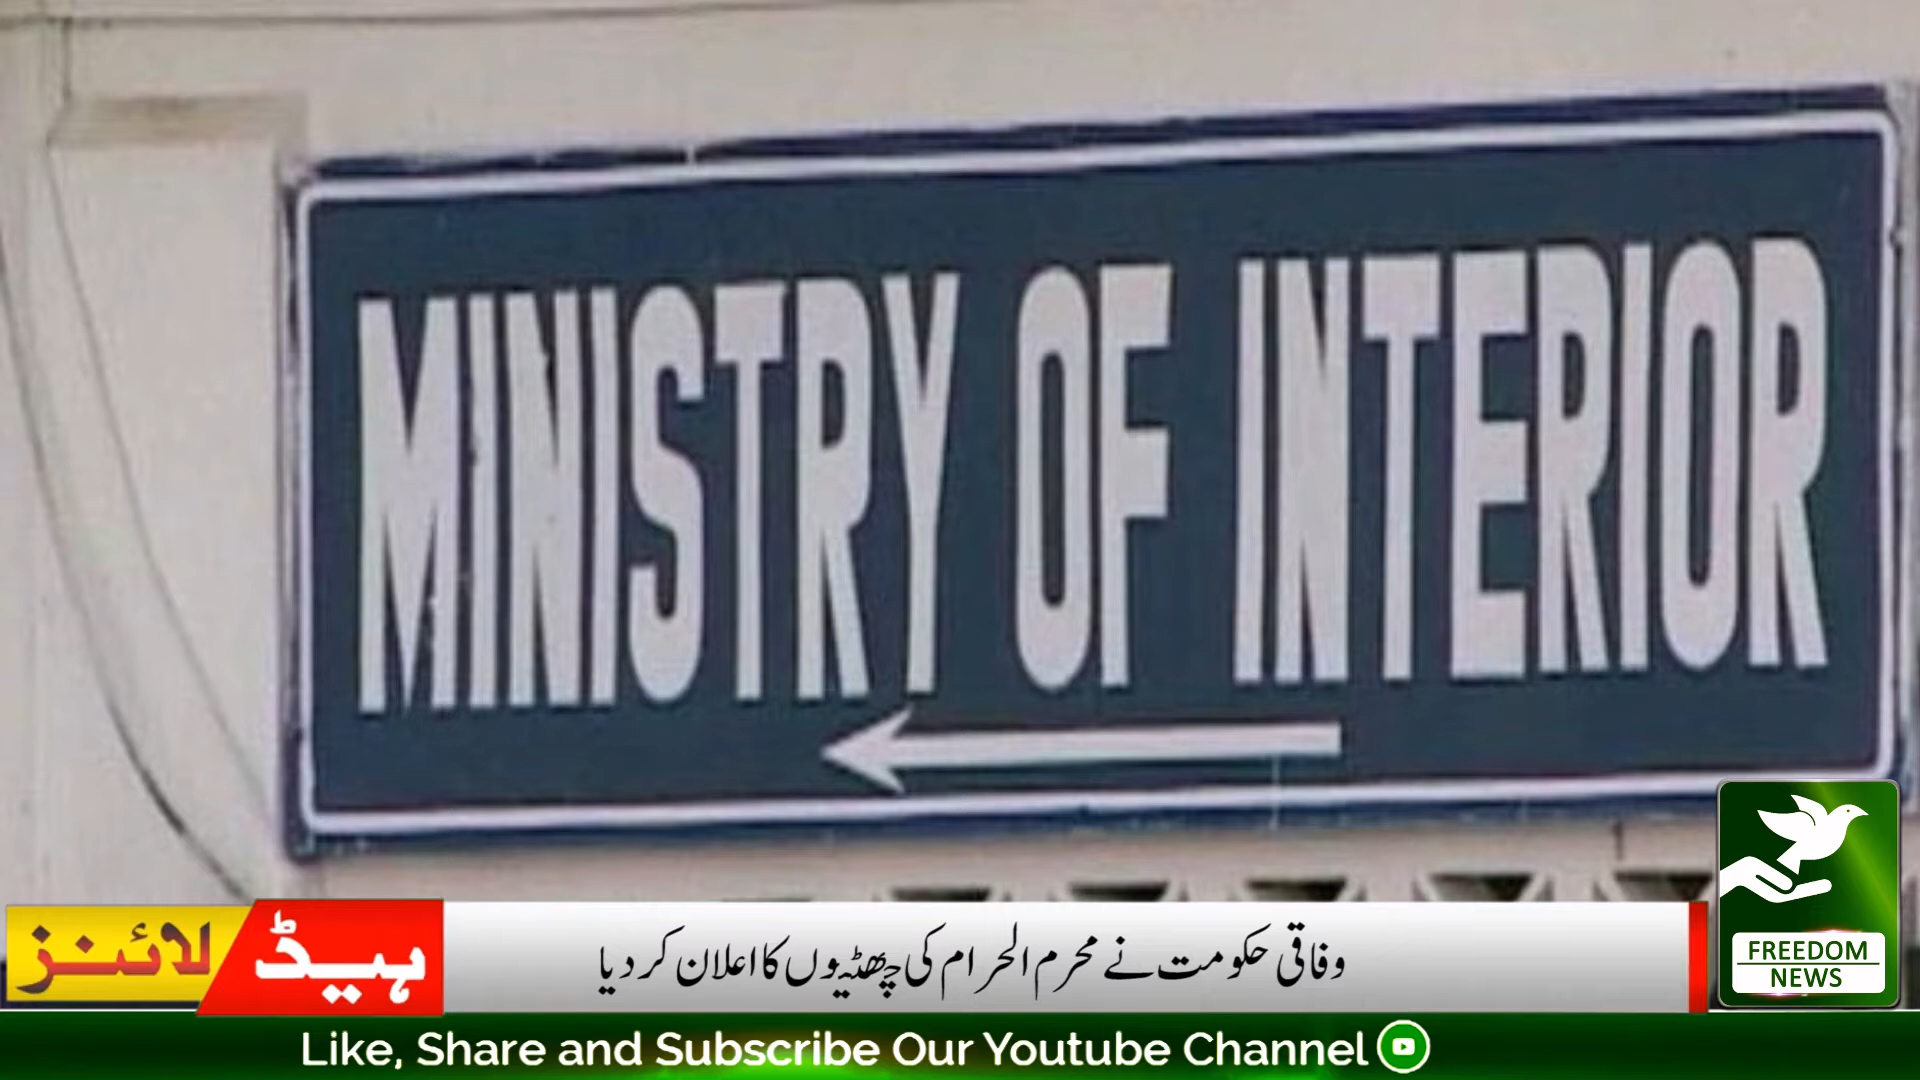 MINISTRY OF INTERIOR
ہیڈ لائنز
وفاقی حکومت نے محرم الحرام کی چھٹیوں کا اعلان کر دیا
FREEDOM
NEWS
Like, Share and Subscribe Our Youtube Channel